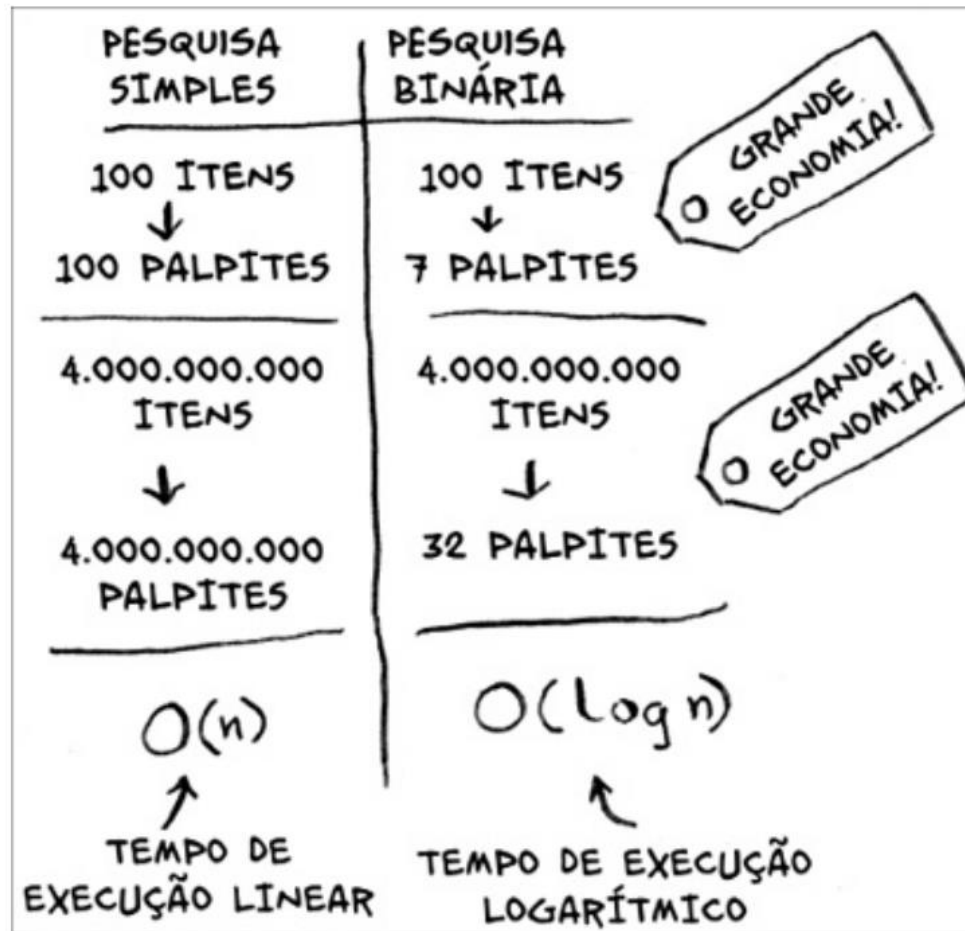 PESQUISA
SIMPLES
PESQUISA
BINÁRIA
100 ITENS
100 PALPITES
100 ITENS
7 PALPITES
GRANDE
ECONOMIA!
4.000.000.000
ITENS
4.000.000.000
PALPITES
4.000.000.000
ITENS
32 PALPITES
GRANDE
ECONOMIA!
O(n)
TEMPO DE
EXECUÇÃO LINEAR
O(log n)
TEMPO DE EXECUÇÃO
LOGARÍTMICO